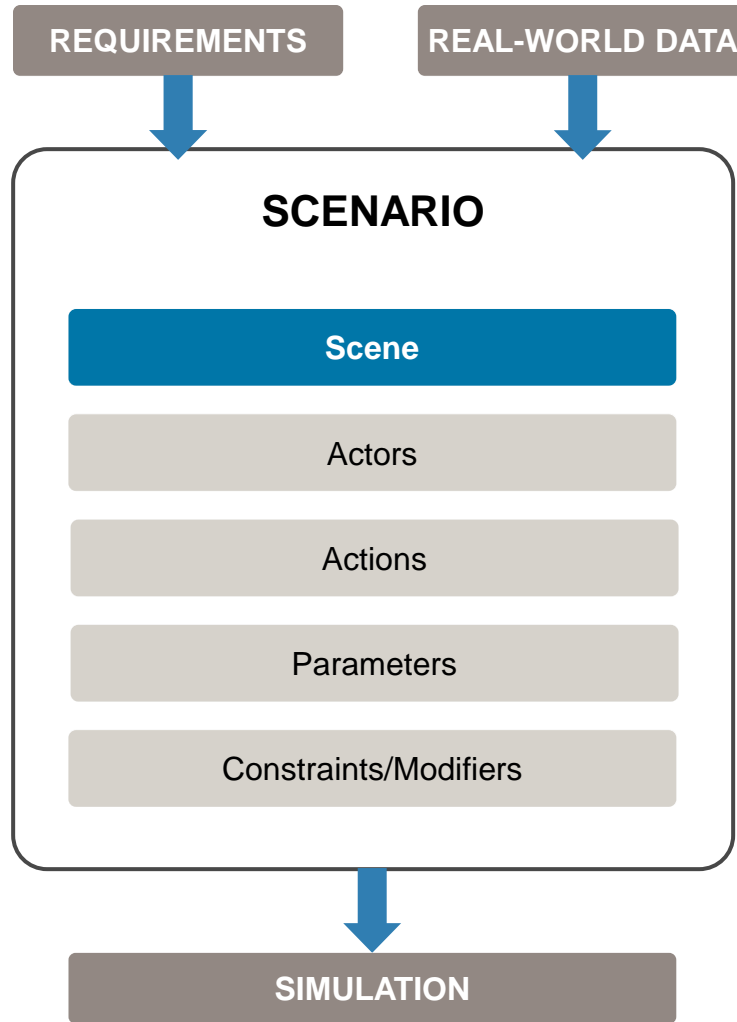 REQUIREMENTS
REAL-WORLD DATA
SCENARIO
Scene
Actors
Actions
Parameters
Constraints/Modifiers
SIMULATION